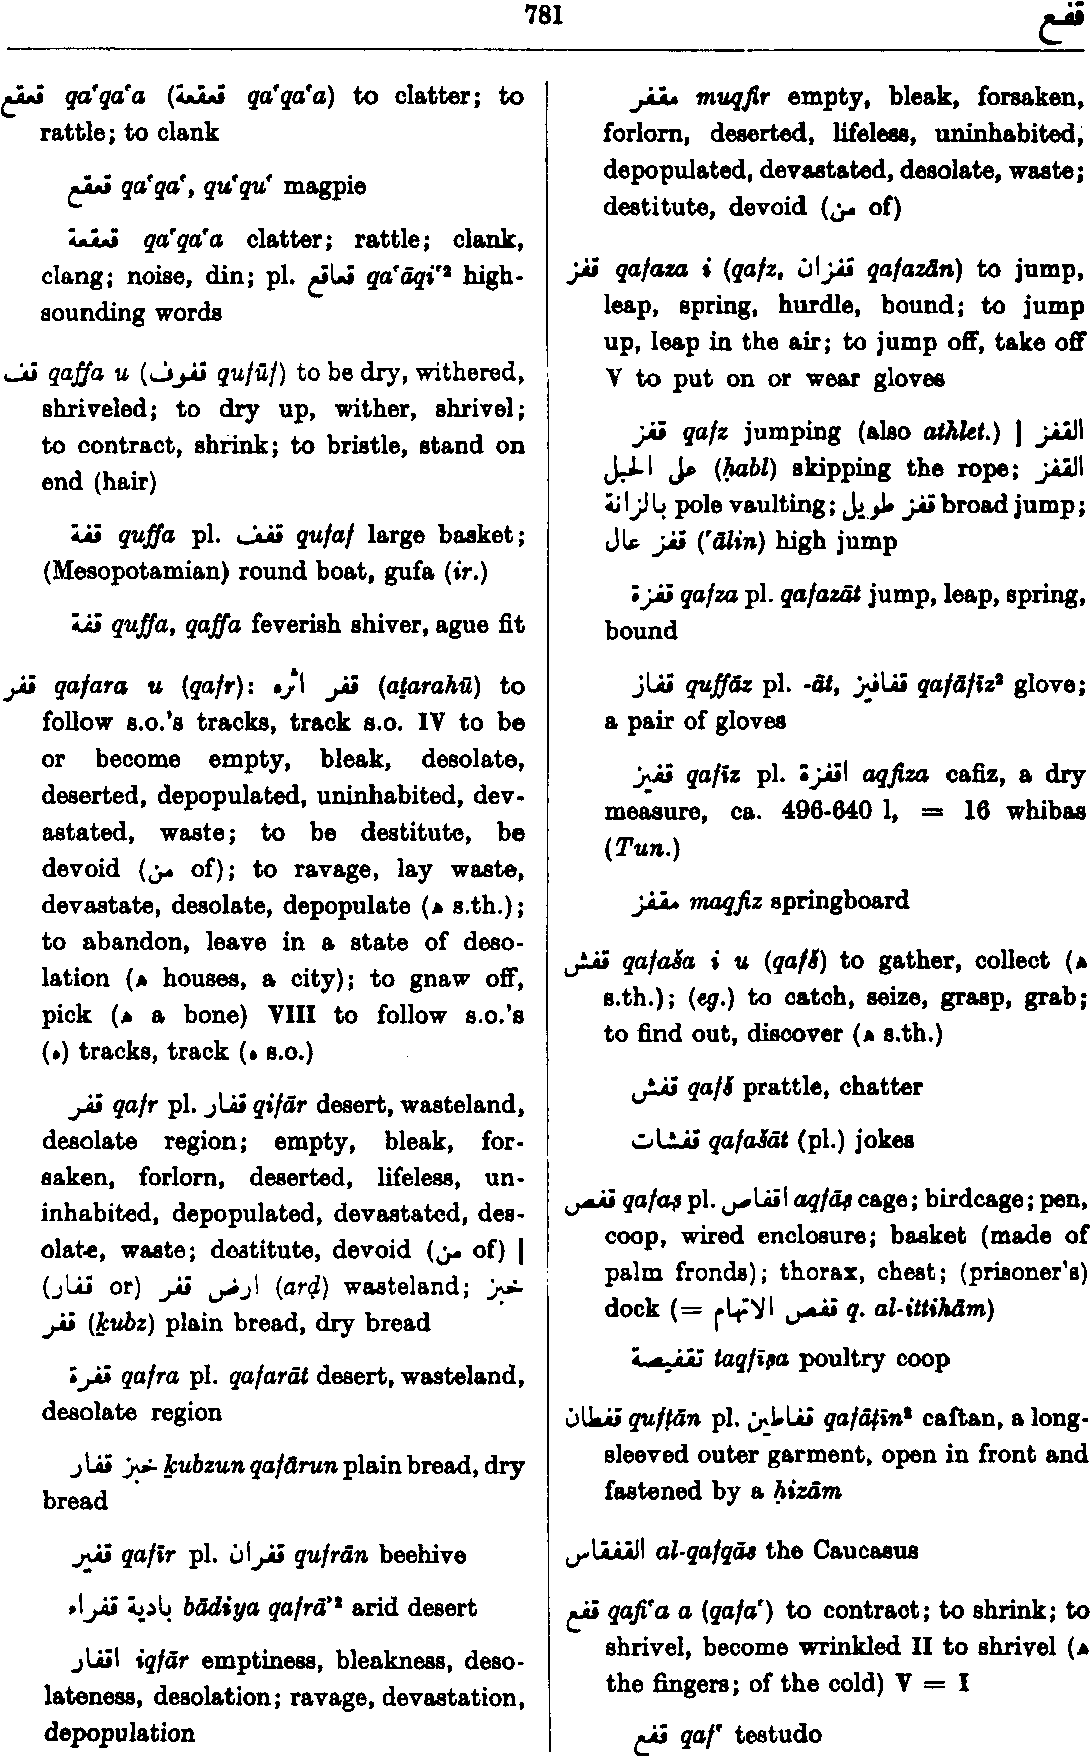 781
قفع
قعقع qaʿqaʿa (قعقعة qaʿqaʿa) to clatter; to
rattle; to clank
قعقع qaʿqaʿ, quʿquʿ magpie
قعقعة qaʿqaʿa clatter; rattle; clank,
clang; noise, din; pl. قعاقع qaʿāqiʿ² high-
sounding words
قف qaffa u (قفوف qufūf) to be dry, withered,
shriveled; to dry up, wither, shrivel;
to contract, shrink; to bristle, stand on
end (hair)
قفة quffa pl. قفف qufaf large basket;
(Mesopotamian) round boat, gufa (ir.)
قفة quffa, qaffa feverish shiver, ague fit
قفر qafara u (qafr): قفر اثره (aṯarahū) to
follow s.o.'s tracks, track s.o. IV to be
or become empty, bleak, desolate,
deserted, depopulated, uninhabited, dev-
astated, waste; to be destitute, be
devoid (من of); to ravage, lay waste,
devastate, desolate, depopulate (ﻫ s.th.);
to abandon, leave in a state of deso-
lation (ﻫ houses, a city); to gnaw off,
pick (ﻫ a bone) VIII to follow s.o.'s
(ه) tracks, track (ه s.o.)
قفر qafr pl. قفار qifār desert, wasteland,
desolate region; empty, bleak, for-
saken, forlorn, deserted, lifeless, un-
inhabited, depopulated, devastated, des-
olate, waste; destitute, devoid (من of) |
ارض قفر (or قفار) (arḍ) wasteland; خبز
قفر (ḵubz) plain bread, dry bread
قفرة qafra pl. qafarāt desert, wasteland,
desolate region
خبز قفار ḵubzun qafārun plain bread, dry
bread
قفير qafīr pl. قفران qufrān beehive
بادية قفراء bādiya qafrāʾ² arid desert
اقفار iqfār emptiness, bleakness, deso-
lateness, desolation; ravage, devastation,
depopulation
مقفر muqfir empty, bleak, forsaken,
forlorn, deserted, lifeless, uninhabited,
depopulated, devastated, desolate, waste;
destitute, devoid (من of)
قفز qafaza i (qafz, قفزان qafazān) to jump,
leap, spring, hurdle, bound; to jump
up, leap in the air; to jump off, take off
V to put on or wear gloves
قفز qafz jumping (also athlet.) | القفز
على الحبل (ḥabl) skipping the rope; القفز
بالزانة pole vaulting; قفز طويل broad jump;
قفز عال (ʿālin) high jump
قفزة qafza pl. qafazāt jump, leap, spring,
bound
قفاز quffāz pl. -āt, قفافيز qafāfīz² glove;
a pair of gloves
قفيز qafīz pl. اقفزة aqfiza cafiz, a dry
measure, ca. 496-640 l, = 16 whibas
(Tun.)
مقفز maqfiz springboard
قفش qafaša i u (qafš) to gather, collect (ﻫ
s.th.); (eg.) to catch, seize, grasp, grab;
to find out, discover (ﻫ s.th.)
قفش qafš prattle, chatter
قفشات qafašāt (pl.) jokes
قفص qafaṣ pl. اقفاص aqfāṣ cage; birdcage; pen,
coop, wired enclosure; basket (made of
palm fronds); thorax, chest; (prisoner's)
dock (= قفص الاتهام q. al-ittihām)
تقفيصة taqfīṣa poultry coop
قفطان qufṭān pl. قفاطين qafāṭīn² caftan, a long-
sleeved outer garment, open in front and
fastened by a ḥizām
القفقاس al-qafqās the Caucasus
قفع qafiʿa a (qafaʿ) to contract; to shrink; to
shrivel, become wrinkled II to shrivel (ﻫ
the fingers; of the cold) V = I
قفع qafʿ testudo